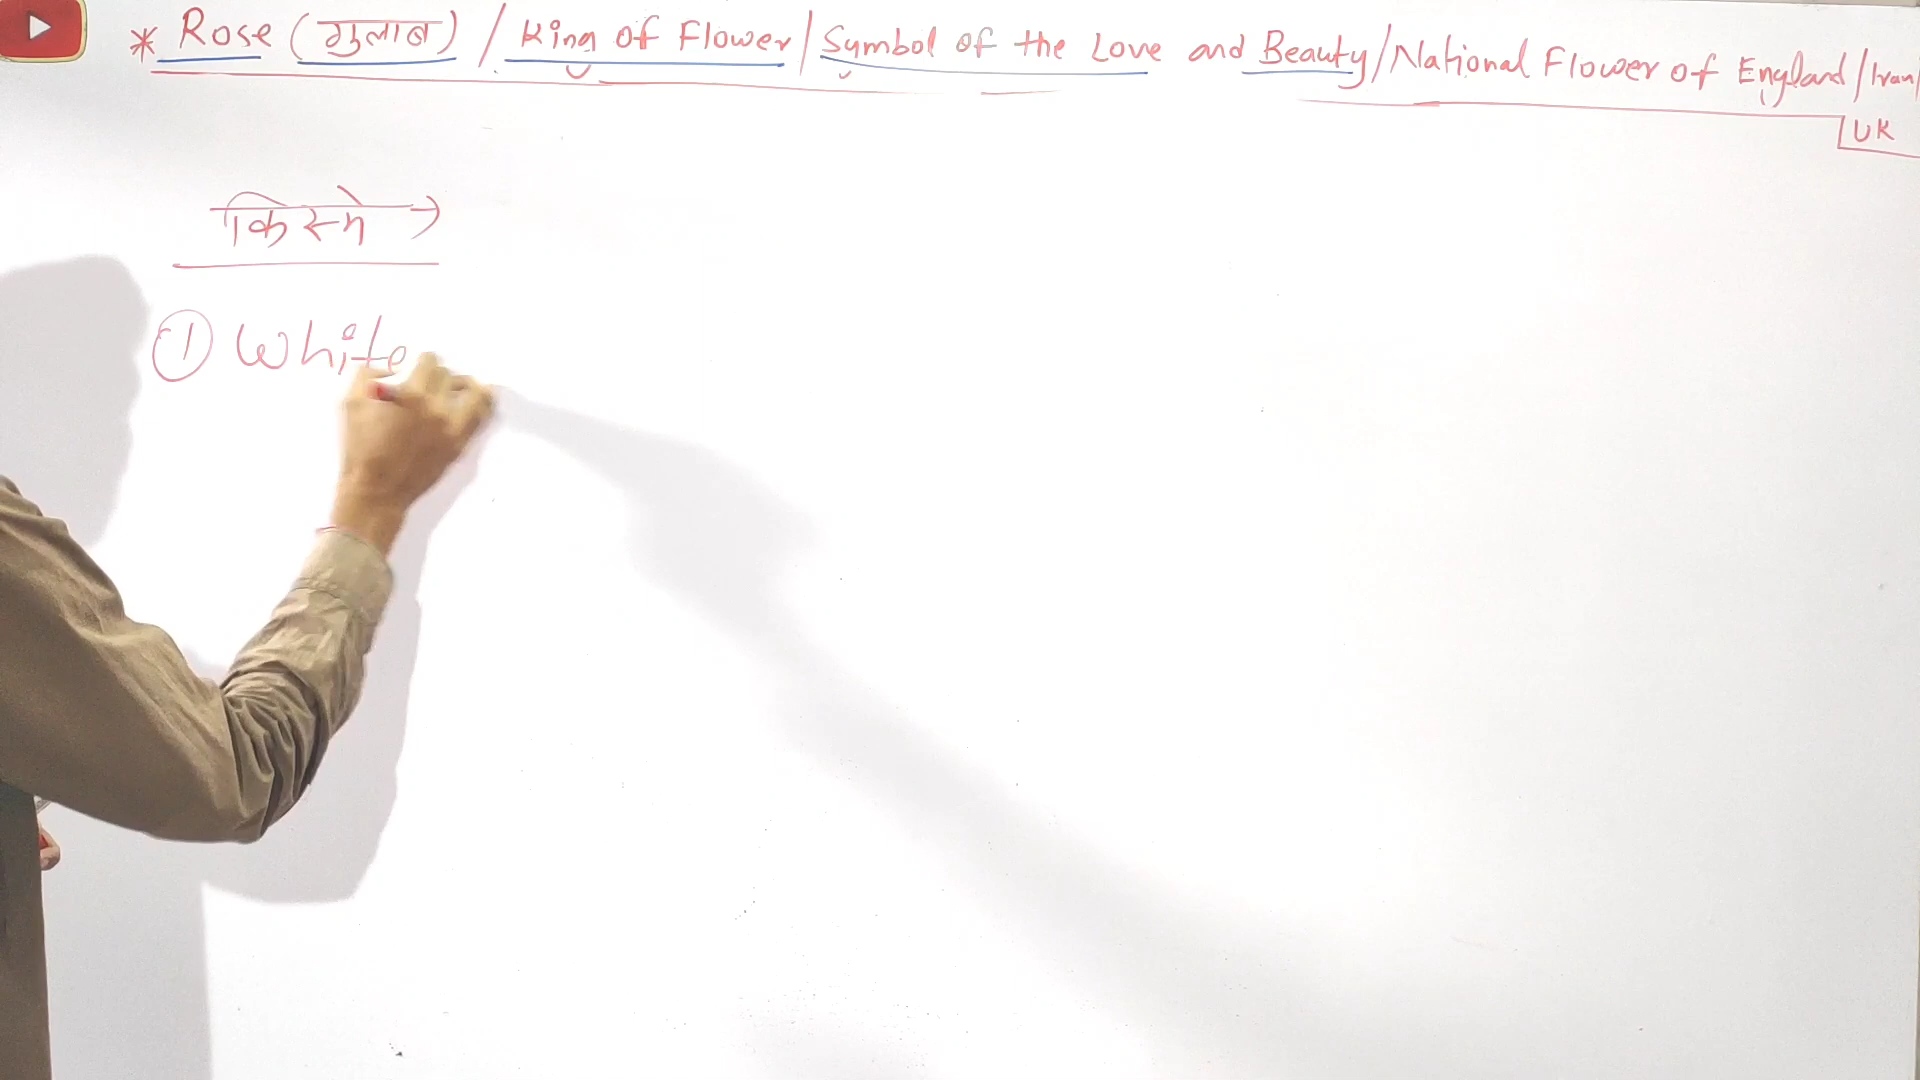 * Rose (गुलाब) / King of Flower / Symbol of the Love and Beauty / National Flower of England / Iran /
UK
किस्मे →
① White